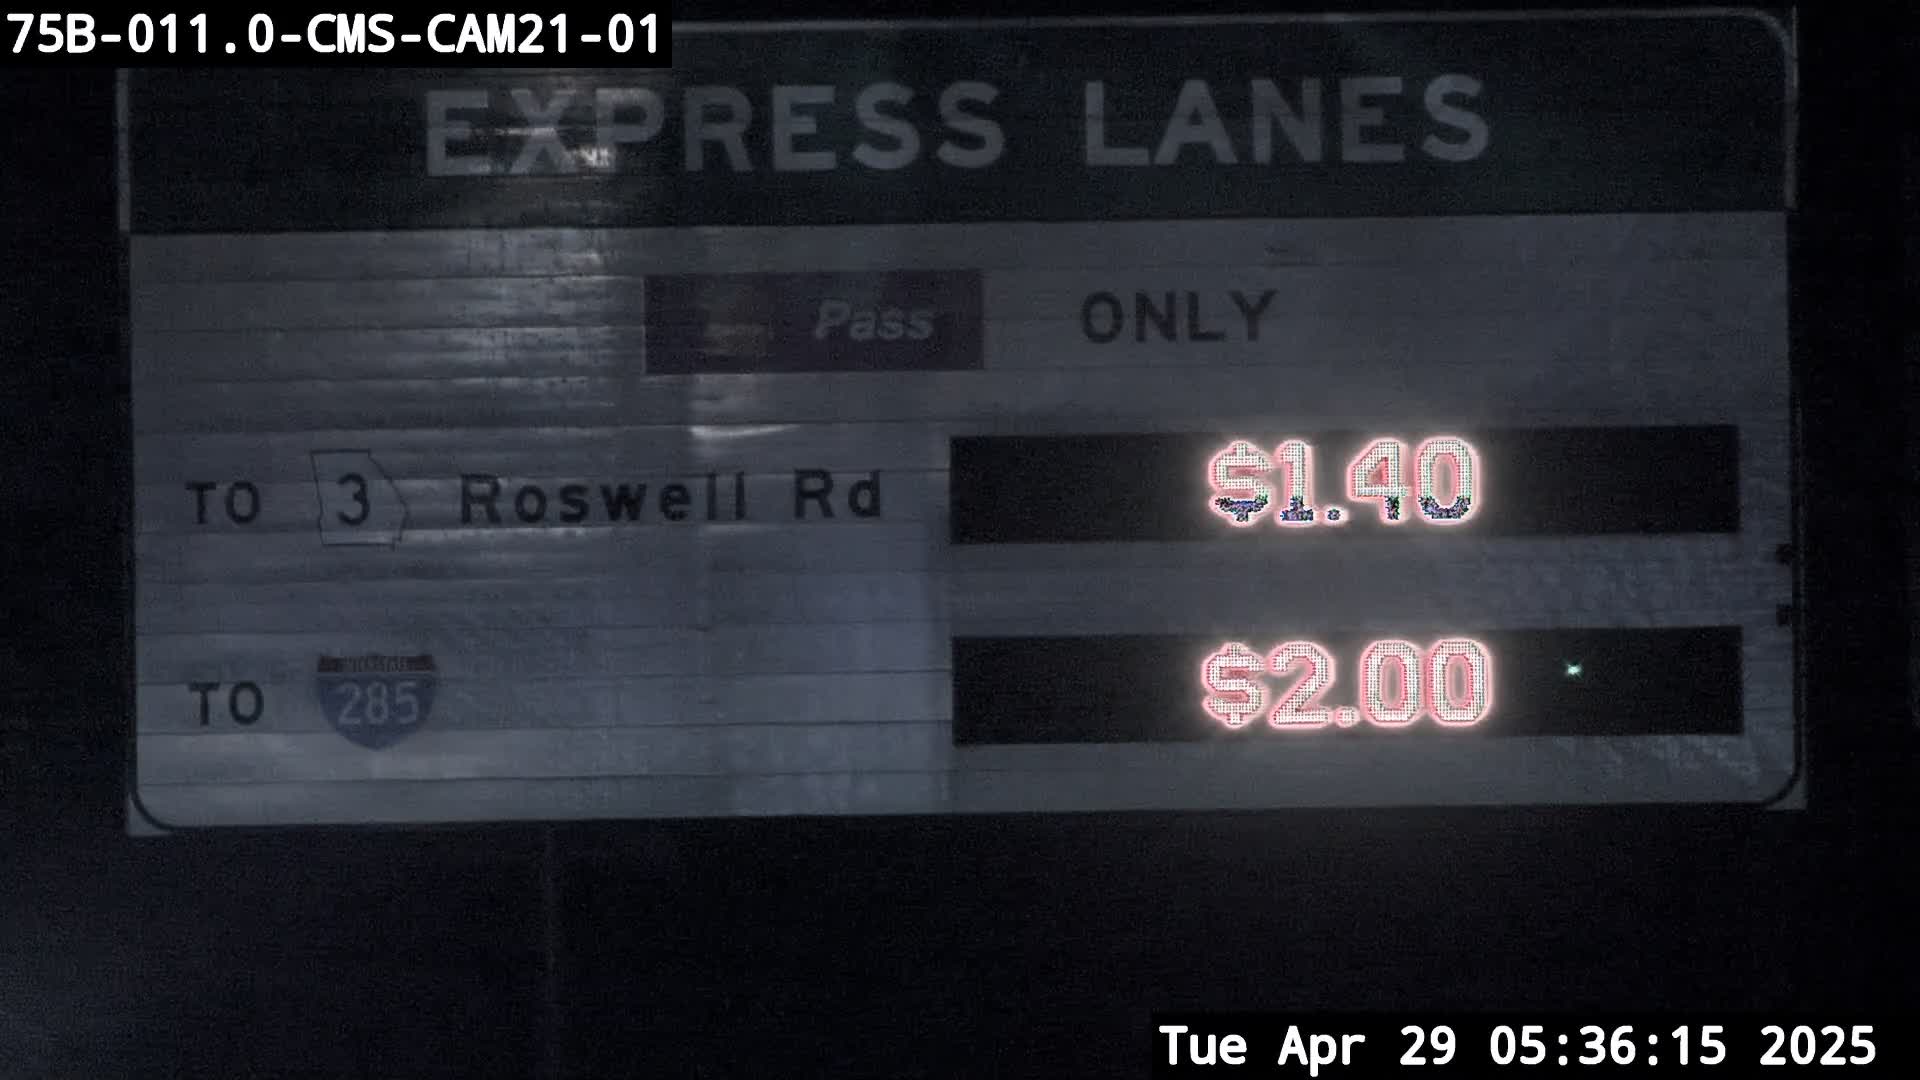 75B-011.0-CMS-CAM21-01
EXPRESS LANES
Pass ONLY
TO 3 Roswell Rd $1.40
TO 285 $2.00
Tue Apr 29 05:36:15 2025